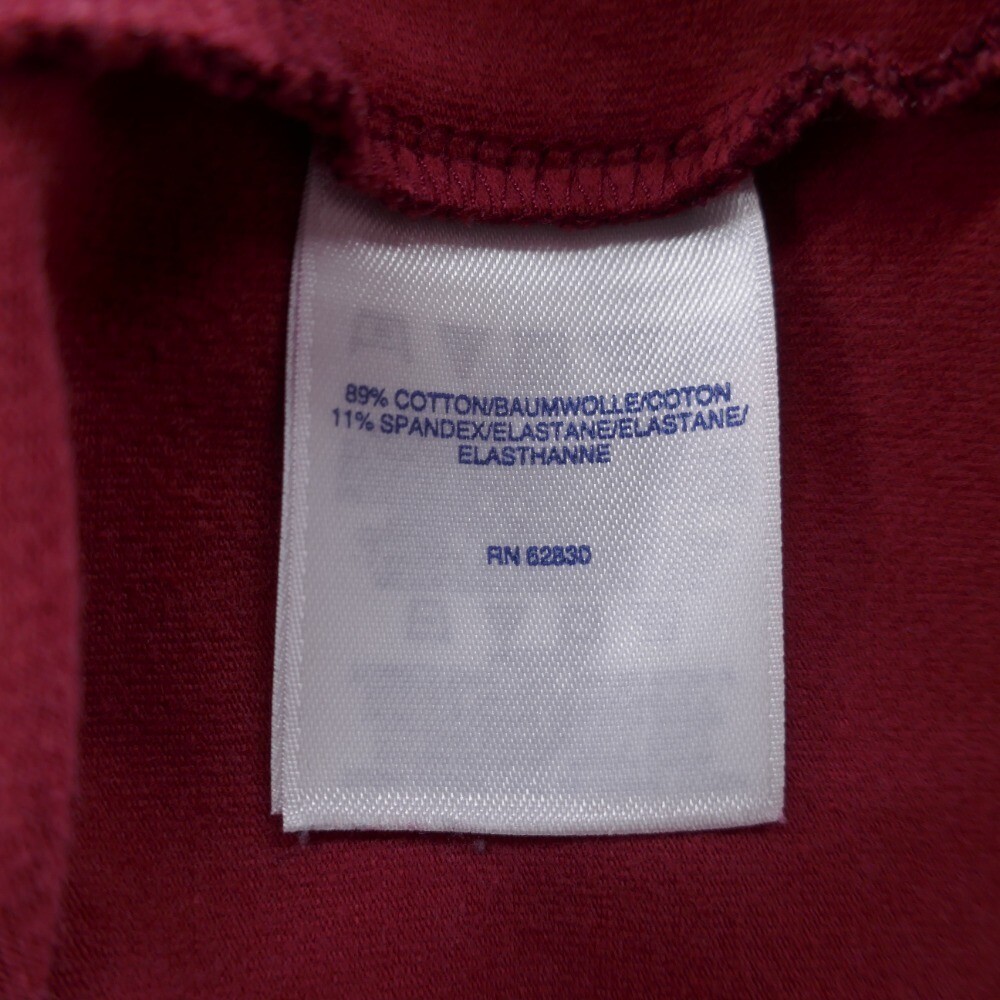 89% COTTON/BAUMWOLLE/COTON
11% SPANDEX/ELASTANE/ELASTANE/
ELASTHANNE
RN 62830